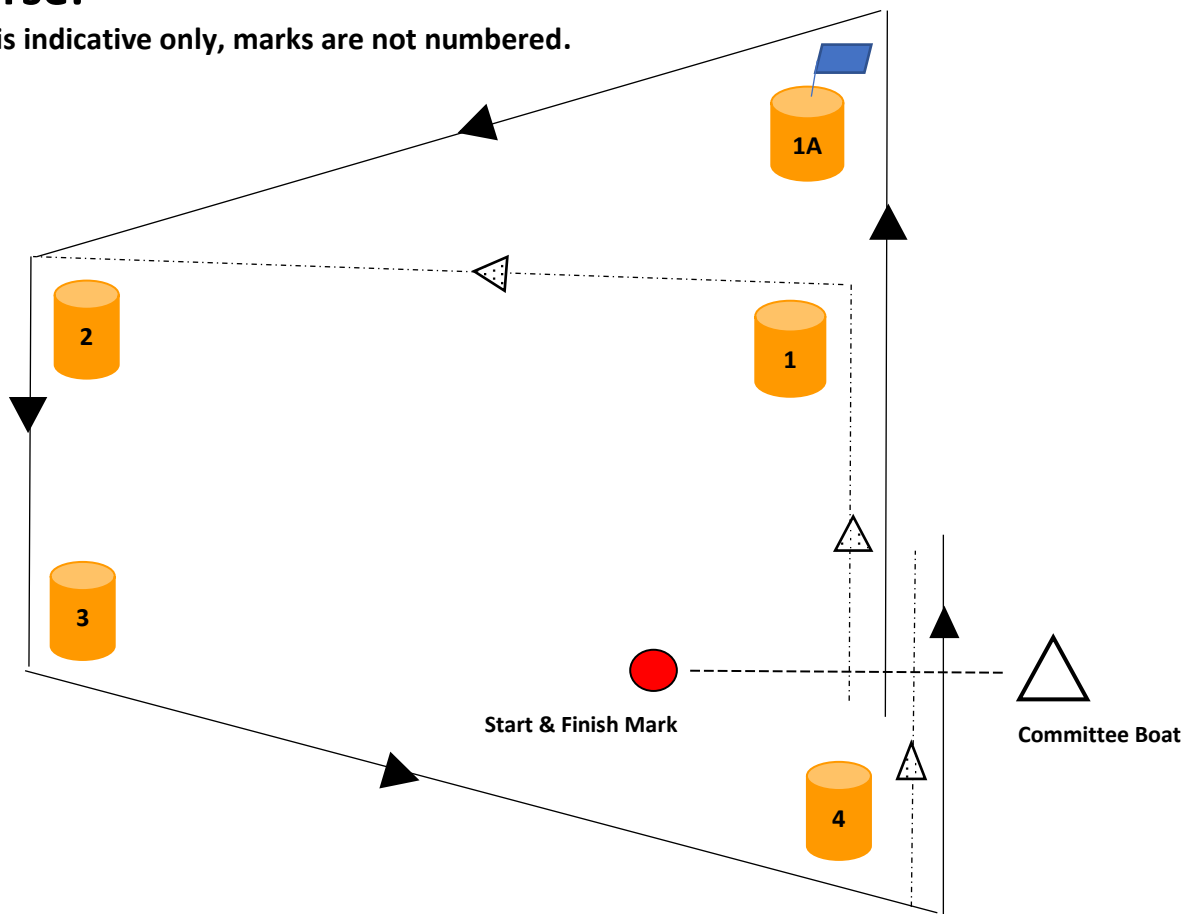 is indicative only, marks are not numbered.
1A
2
1
3
Start & Finish Mark
Committee Boat
4